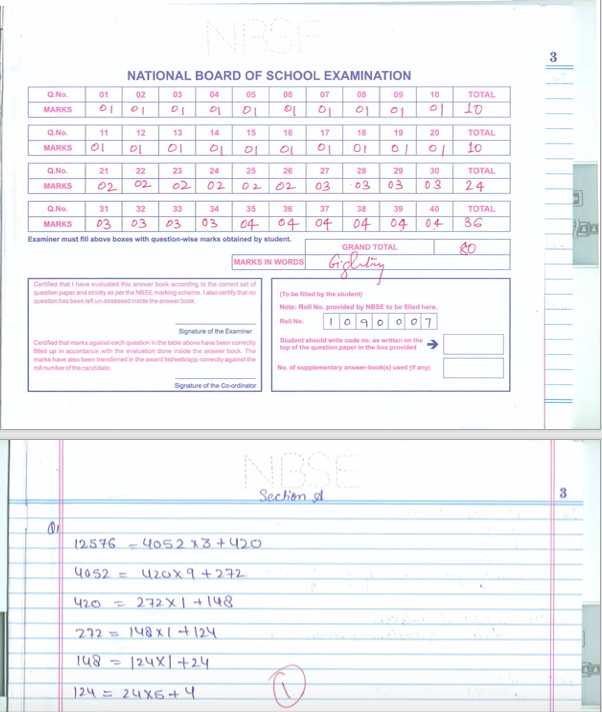 NBSE
3
NATIONAL BOARD OF SCHOOL EXAMINATION
Q.No. 01 02 03 04 05 06 07 08 09 10 TOTAL
MARKS 01 01 01 01 01 01 01 01 01 01 10
Q.No. 11 12 13 14 15 16 17 18 19 20 TOTAL
MARKS 01 01 01 01 01 01 01 01 01 01 10
Q.No. 21 22 23 24 25 26 27 28 29 30 TOTAL
MARKS 02 02 02 02 02 02 03 03 03 03 24
Q.No. 31 32 33 34 35 36 37 38 39 40 TOTAL
MARKS 03 03 03 03 04 04 04 04 04 04 36
Examiner must fill above boxes with question-wise marks obtained by student.
GRAND TOTAL 80
MARKS IN WORDS
Certified that I have evaluated this answer book according to the correct set of
question paper and strictly as per the NBSE marking scheme. I also certify that no
question has been left un-assessed inside the answer book.
Signature of the Examiner
Certified that marks against each question in the table above have been correctly
filled up in accordance with the evaluation done inside the answer book. The
marks have also been transferred in the award list/web/app correctly against the
roll number of the candidate.
Signature of the Co-ordinator
(To be filled by the student)
Note: Roll No. provided by NBSE to be filled here.
Roll No. 1 0 9 0 0 0 7
Student should write code no. as written on the
top of the question paper in the box provided
No. of supplementary answer-book(s) used (if any)
NBSE
Section A
3
Q1
12576 = 4052 x 3 + 420
4052 = 420 x 9 + 272
420 = 272 x 1 + 148
272 = 148 x 1 + 124
148 = 124 x 1 + 24
124 = 24 x 5 + 4
1